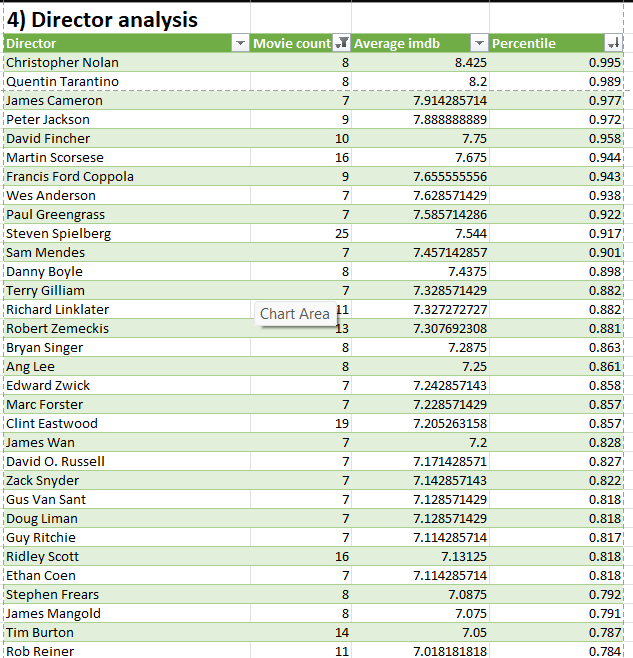 4) Director analysis
Director Movie count Average imdb Percentile
Christopher Nolan 8 8.425 0.995
Quentin Tarantino 8 8.2 0.989
James Cameron 7 7.914285714 0.977
Peter Jackson 9 7.888888889 0.972
David Fincher 10 7.75 0.958
Martin Scorsese 16 7.675 0.944
Francis Ford Coppola 9 7.655555556 0.943
Wes Anderson 7 7.628571429 0.938
Paul Greengrass 7 7.585714286 0.922
Steven Spielberg 25 7.544 0.917
Sam Mendes 7 7.457142857 0.901
Danny Boyle 8 7.4375 0.898
Terry Gilliam 7 7.328571429 0.882
Richard Linklater 11 7.327272727 0.882
Chart Area
Robert Zemeckis 13 7.307692308 0.881
Bryan Singer 8 7.2875 0.863
Ang Lee 8 7.25 0.861
Edward Zwick 7 7.242857143 0.858
Marc Forster 7 7.228571429 0.857
Clint Eastwood 19 7.205263158 0.857
James Wan 7 7.2 0.828
David O. Russell 7 7.171428571 0.827
Zack Snyder 7 7.142857143 0.822
Gus Van Sant 7 7.128571429 0.818
Doug Liman 7 7.128571429 0.818
Guy Ritchie 7 7.114285714 0.817
Ridley Scott 16 7.13125 0.818
Ethan Coen 7 7.114285714 0.818
Stephen Frears 8 7.0875 0.792
James Mangold 8 7.075 0.791
Tim Burton 14 7.05 0.787
Rob Reiner 11 7.018181818 0.784